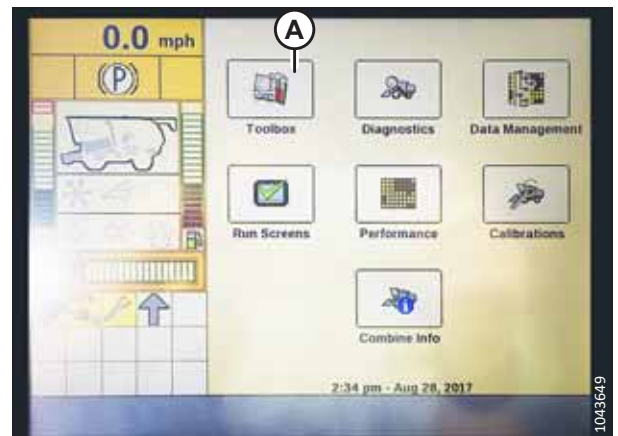 A
0.0 mph
(P)
Toolbox
Diagnostics
Data Management
Run Screens
Performance
Calibrations
Combine Info
2:34 pm - Aug 28, 2017
1043649